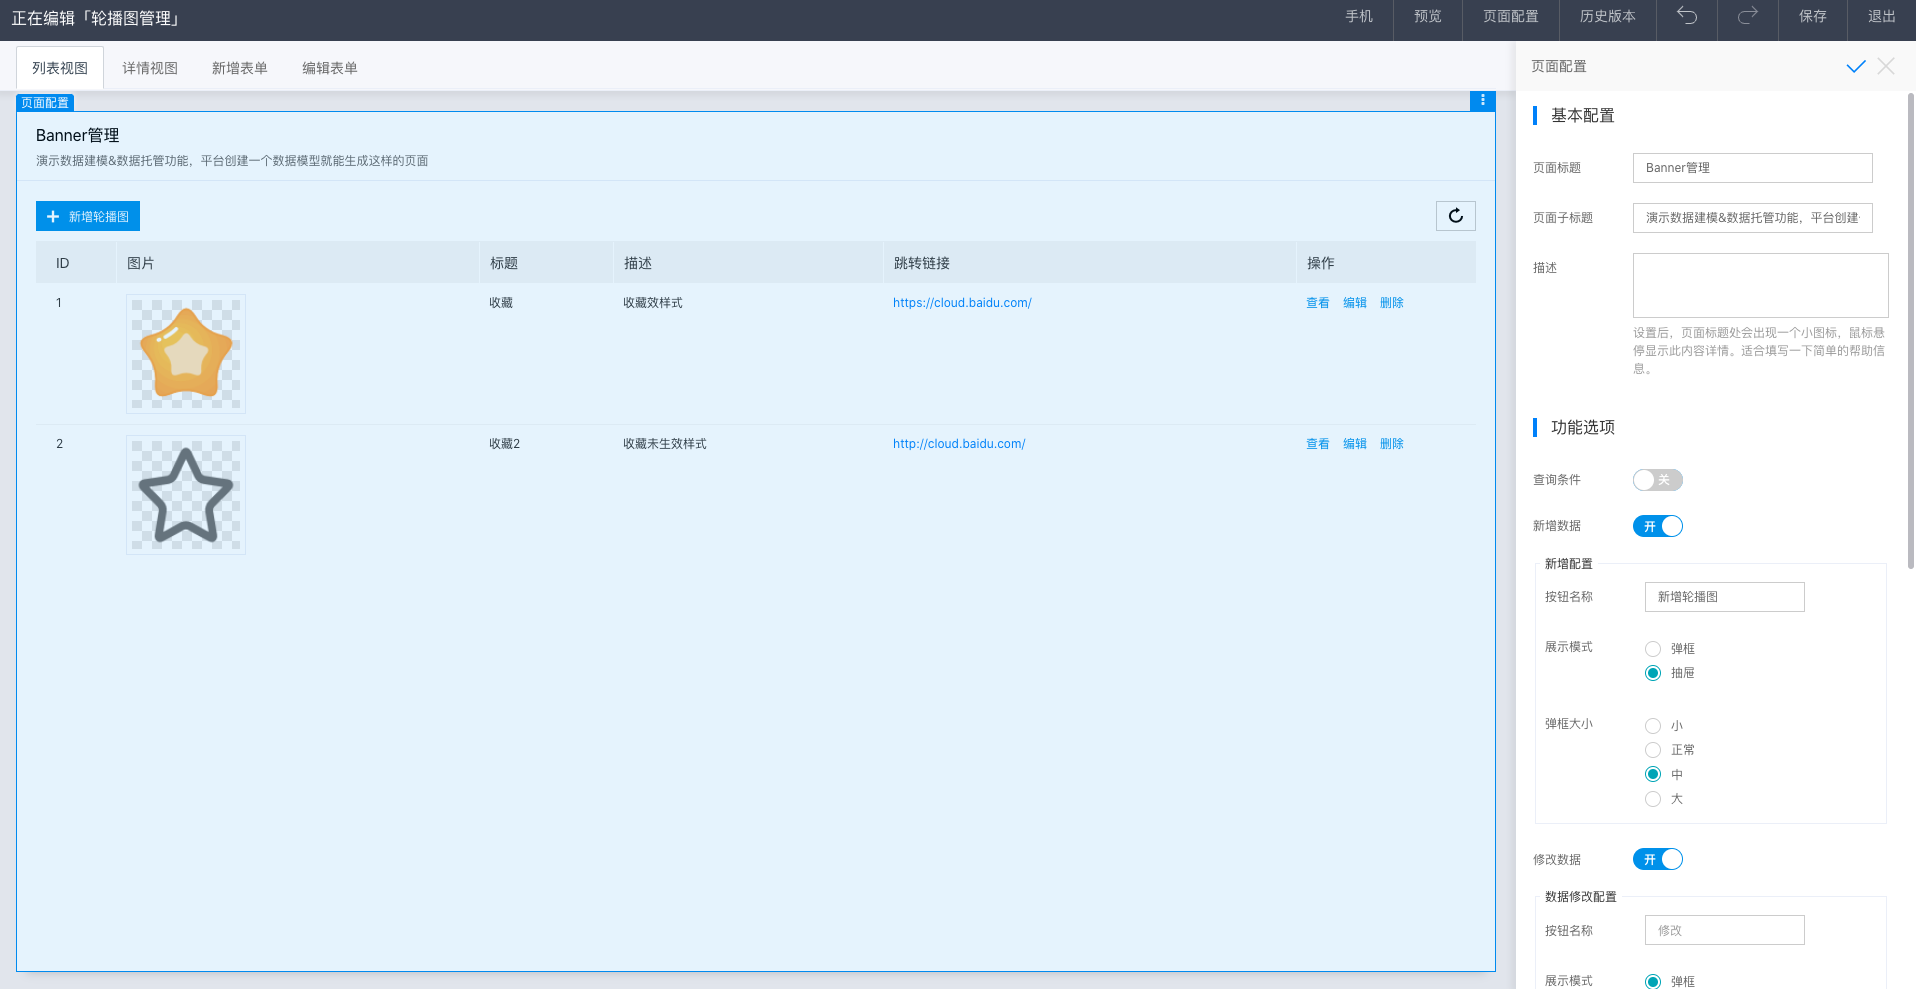 正在编辑「轮播图管理」
手机
预览
页面配置
历史版本
保存
退出
列表视图
详情视图
新增表单
编辑表单
页面配置
Banner管理
演示数据建模&数据托管功能，平台创建一个数据模型就能生成这样的页面
新增轮播图
ID 图片 标题 描述 跳转链接 操作
1 收藏 收藏效样式 https://cloud.baidu.com/ 查看 编辑 删除
2 收藏2 收藏未生效样式 http://cloud.baidu.com/ 查看 编辑 删除
页面配置
基本配置
页面标题 Banner管理
页面子标题 演示数据建模&数据托管功能，平台创建
描述
设置后，页面标题处会出现一个小图标，鼠标悬
停显示此内容详情。适合填写一下简单的帮助信
息。
功能选项
查询条件 关
新增数据 开
新增配置
按钮名称 新增轮播图
展示模式 弹框
抽屉
弹框大小 小
正常
中
大
修改数据 开
数据修改配置
按钮名称 修改
展示模式 弹框